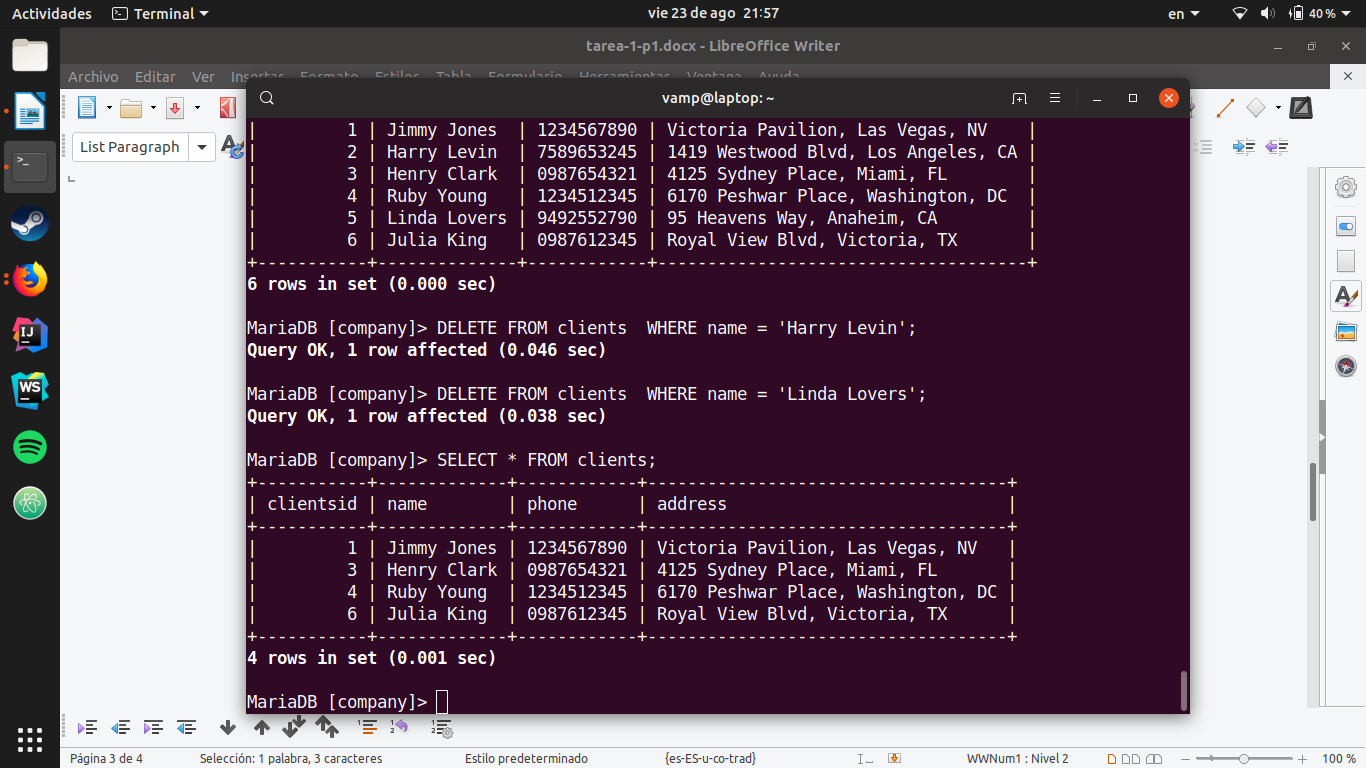 Actividades Terminal vie 23 de ago 21:57 en 40 %
tarea-1-p1.docx - LibreOffice Writer
Archivo Editar Ver Insertar Formato Estilos Tabla Formulario Herramientas Ventana Ayuda
vamp@laptop: ~
List Paragraph
| 1 | Jimmy Jones | 1234567890 | Victoria Pavilion, Las Vegas, NV |
| 2 | Harry Levin | 7589653245 | 1419 Westwood Blvd, Los Angeles, CA |
| 3 | Henry Clark | 0987654321 | 4125 Sydney Place, Miami, FL |
| 4 | Ruby Young | 1234512345 | 6170 Peshwar Place, Washington, DC |
| 5 | Linda Lovers | 9492552790 | 95 Heavens Way, Anaheim, CA |
| 6 | Julia King | 0987612345 | Royal View Blvd, Victoria, TX |
+-----------+--------------+------------+-------------------------------------+
6 rows in set (0.000 sec)
MariaDB [company]> DELETE FROM clients  WHERE name = 'Harry Levin';
Query OK, 1 row affected (0.046 sec)
MariaDB [company]> DELETE FROM clients  WHERE name = 'Linda Lovers';
Query OK, 1 row affected (0.038 sec)
MariaDB [company]> SELECT * FROM clients;
+-----------+-------------+------------+------------------------------------+
| clientsid | name | phone | address |
+-----------+-------------+------------+------------------------------------+
| 1 | Jimmy Jones | 1234567890 | Victoria Pavilion, Las Vegas, NV |
| 3 | Henry Clark | 0987654321 | 4125 Sydney Place, Miami, FL |
| 4 | Ruby Young | 1234512345 | 6170 Peshwar Place, Washington, DC |
| 6 | Julia King | 0987612345 | Royal View Blvd, Victoria, TX |
+-----------+-------------+------------+------------------------------------+
4 rows in set (0.001 sec)
MariaDB [company]>
Página 3 de 4 Selección: 1 palabra, 3 caracteres Estilo predeterminado {es-ES-u-co-trad} WWNum1 : Nivel 2 100 %